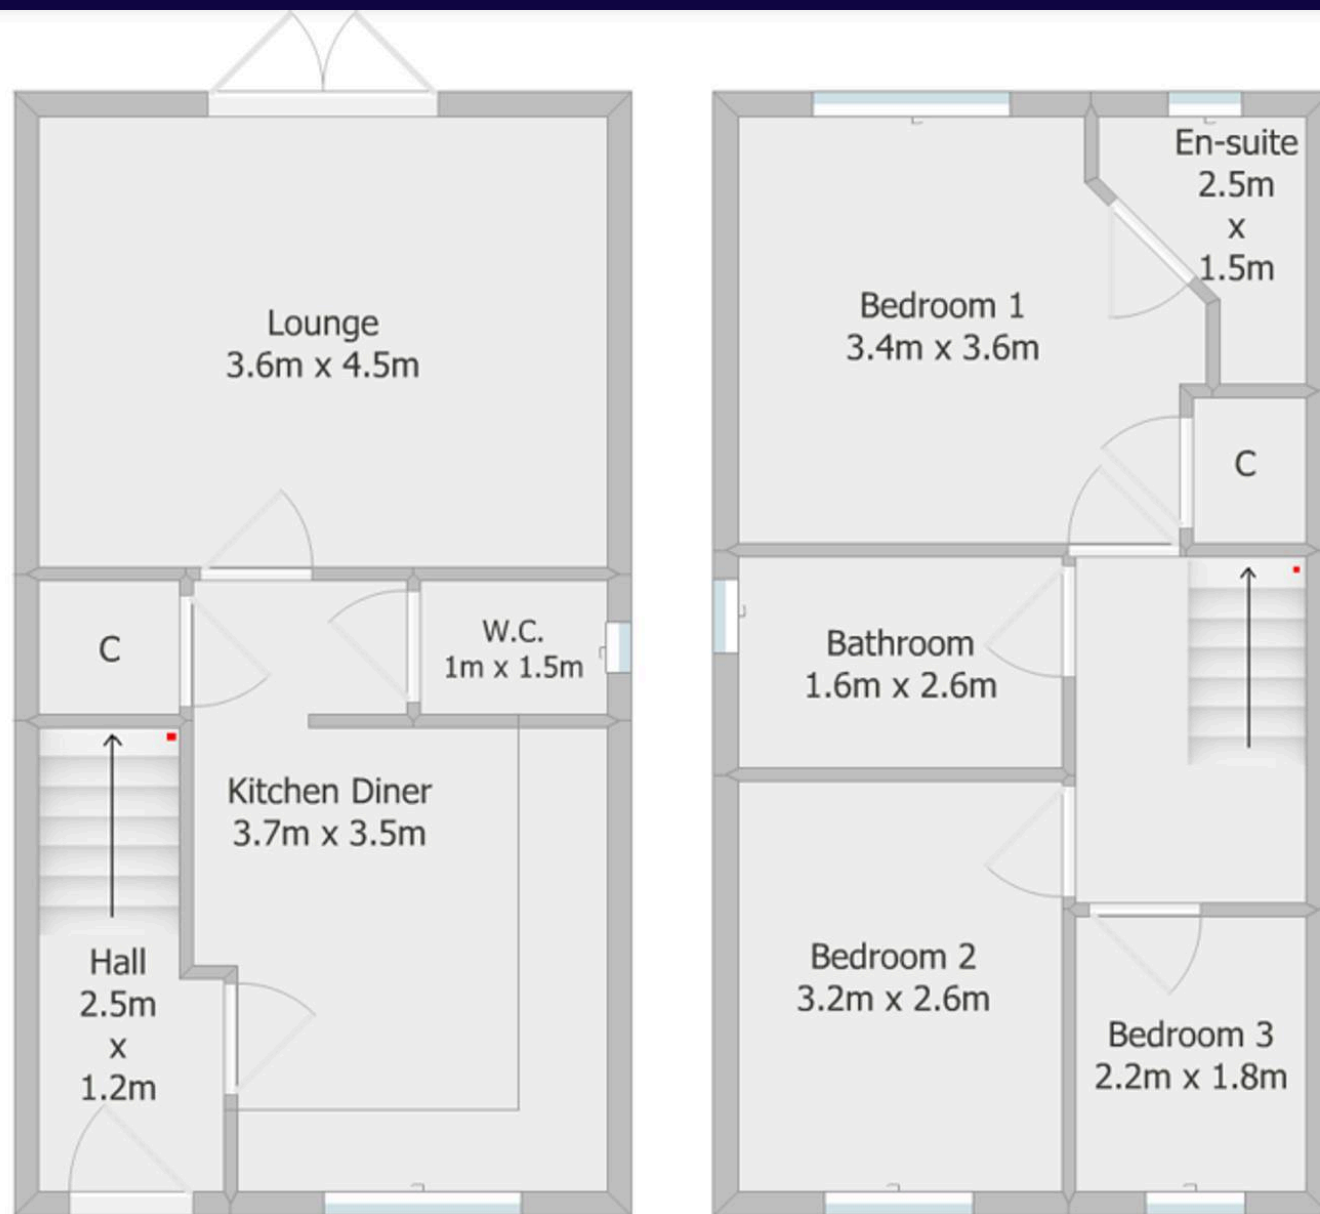 Lounge
3.6m x 4.5m
C
W.C.
1m x 1.5m
Kitchen Diner
3.7m x 3.5m
Hall
2.5m
x
1.2m
En-suite
2.5m
x
1.5m
Bedroom 1
3.4m x 3.6m
C
Bathroom
1.6m x 2.6m
Bedroom 2
3.2m x 2.6m
Bedroom 3
2.2m x 1.8m